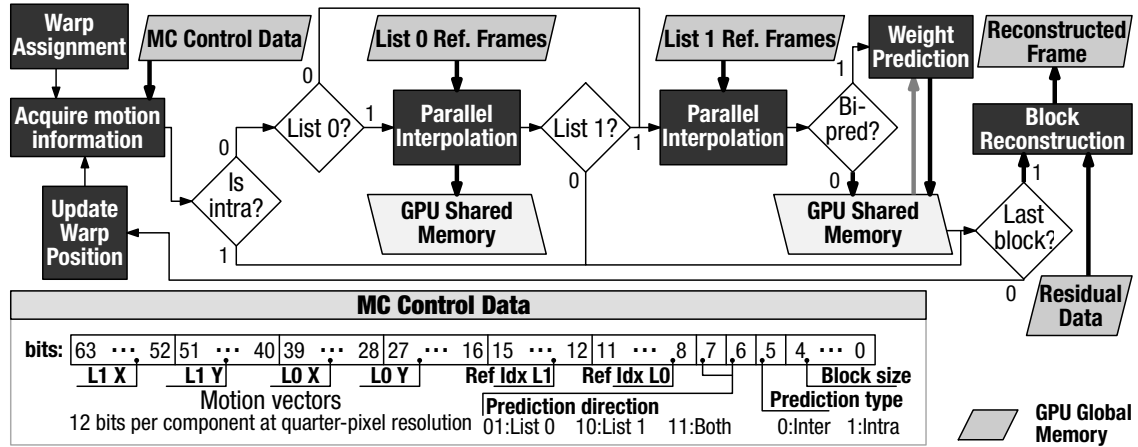 Warp
Assignment
MC Control Data
List 0 Ref. Frames
List 1 Ref. Frames
Weight
Prediction
Reconstructed
Frame
Acquire motion
information
0
List 0?
1
Parallel
Interpolation
List 1?
1
0
Parallel
Interpolation
Bi-
pred?
1
0
Block
Reconstruction
0
Is
intra?
1
Update
Warp
Position
GPU Shared
Memory
GPU Shared
Memory
1
Last
block?
0
Residual
Data
MC Control Data
bits: 63 ··· 52 51 ··· 40 39 ··· 28 27 ··· 16 15 ··· 12 11 ··· 8 7 6 5 4 ··· 0
L1 X L1 Y L0 X L0 Y Ref Idx L1 Ref Idx L0 Block size
Motion vectors
12 bits per component at quarter-pixel resolution
Prediction direction
01:List 0 10:List 1 11:Both
Prediction type
0:Inter 1:Intra
GPU Global
Memory